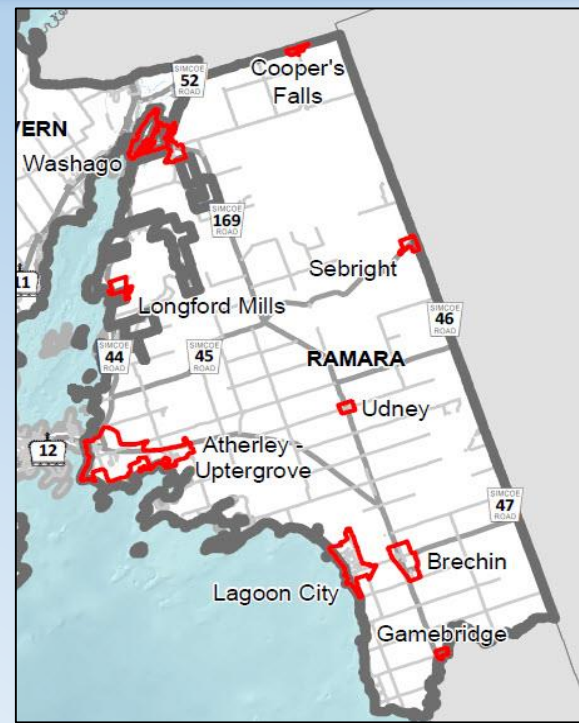 Cooper's
Falls
SIMCOE
52
ROAD
VERN
Washago
SIMCOE
169
ROAD
Sebright
11
Longford Mills
SIMCOE
46
ROAD
SIMCOE
44
ROAD
SIMCOE
45
ROAD
RAMARA
Udney
12
Atherley -
Uptergrove
SIMCOE
47
ROAD
Brechin
Lagoon City
Gamebridge